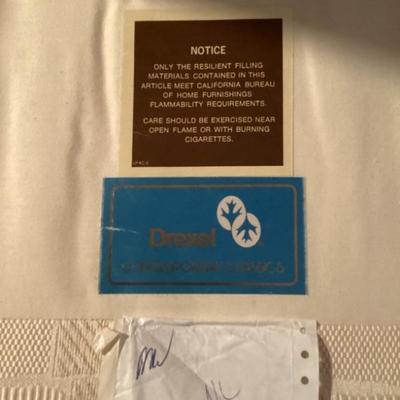 NOTICE
ONLY THE RESILIENT FILLING
MATERIALS CONTAINED IN THIS
ARTICLE MEET CALIFORNIA BUREAU
OF HOME FURNISHINGS
FLAMMABILITY REQUIREMENTS.
CARE SHOULD BE EXERCISED NEAR
OPEN FLAME OR WITH BURNING
CIGARETTES.
Drexel
CLASSICS